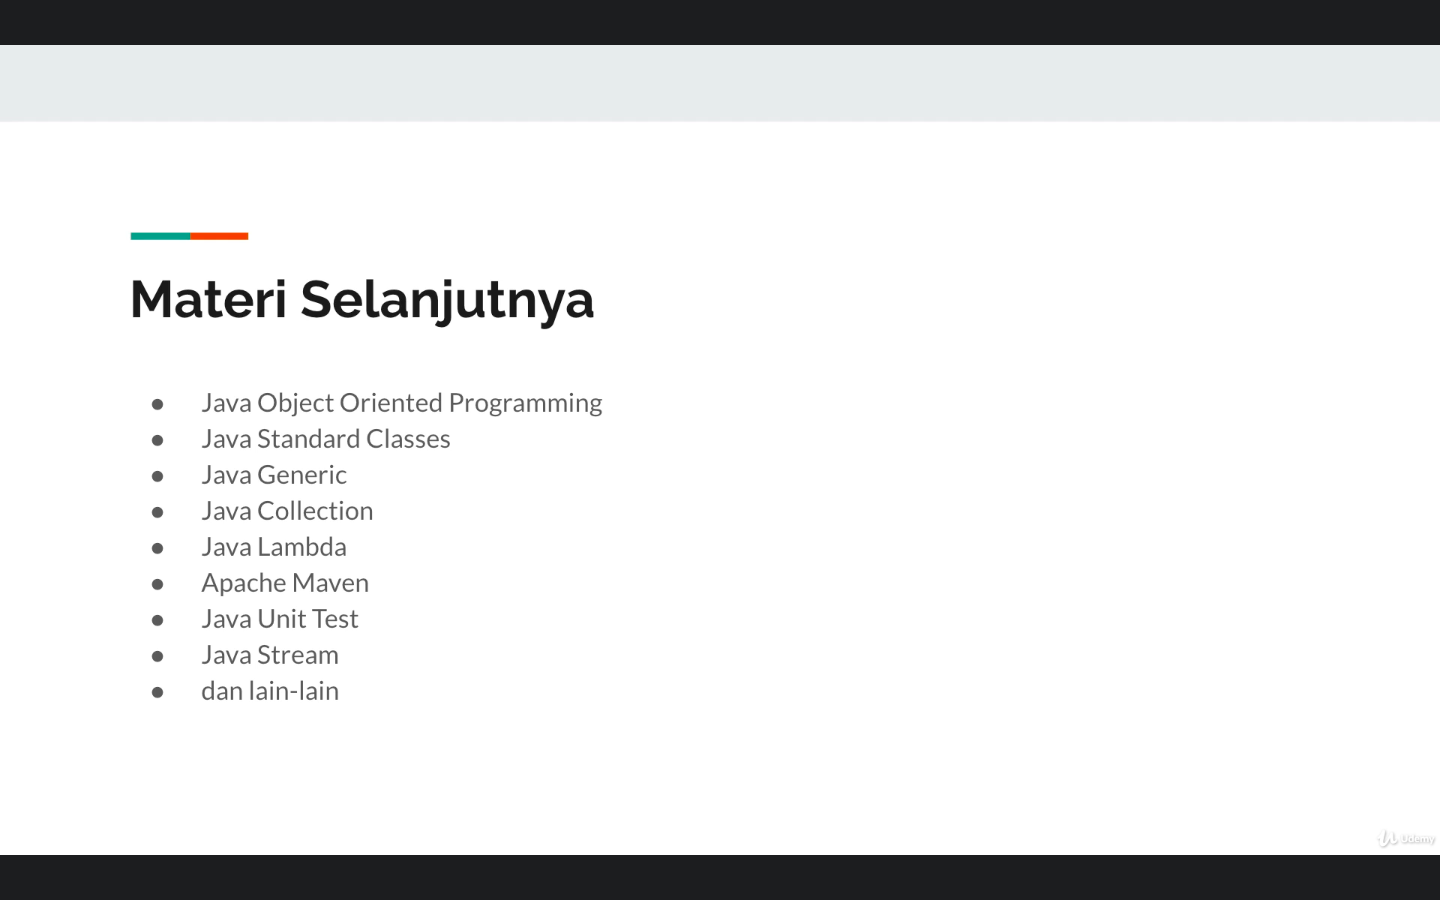 Materi Selanjutnya
● Java Object Oriented Programming
● Java Standard Classes
● Java Generic
● Java Collection
● Java Lambda
● Apache Maven
● Java Unit Test
● Java Stream
● dan lain-lain
Udemy